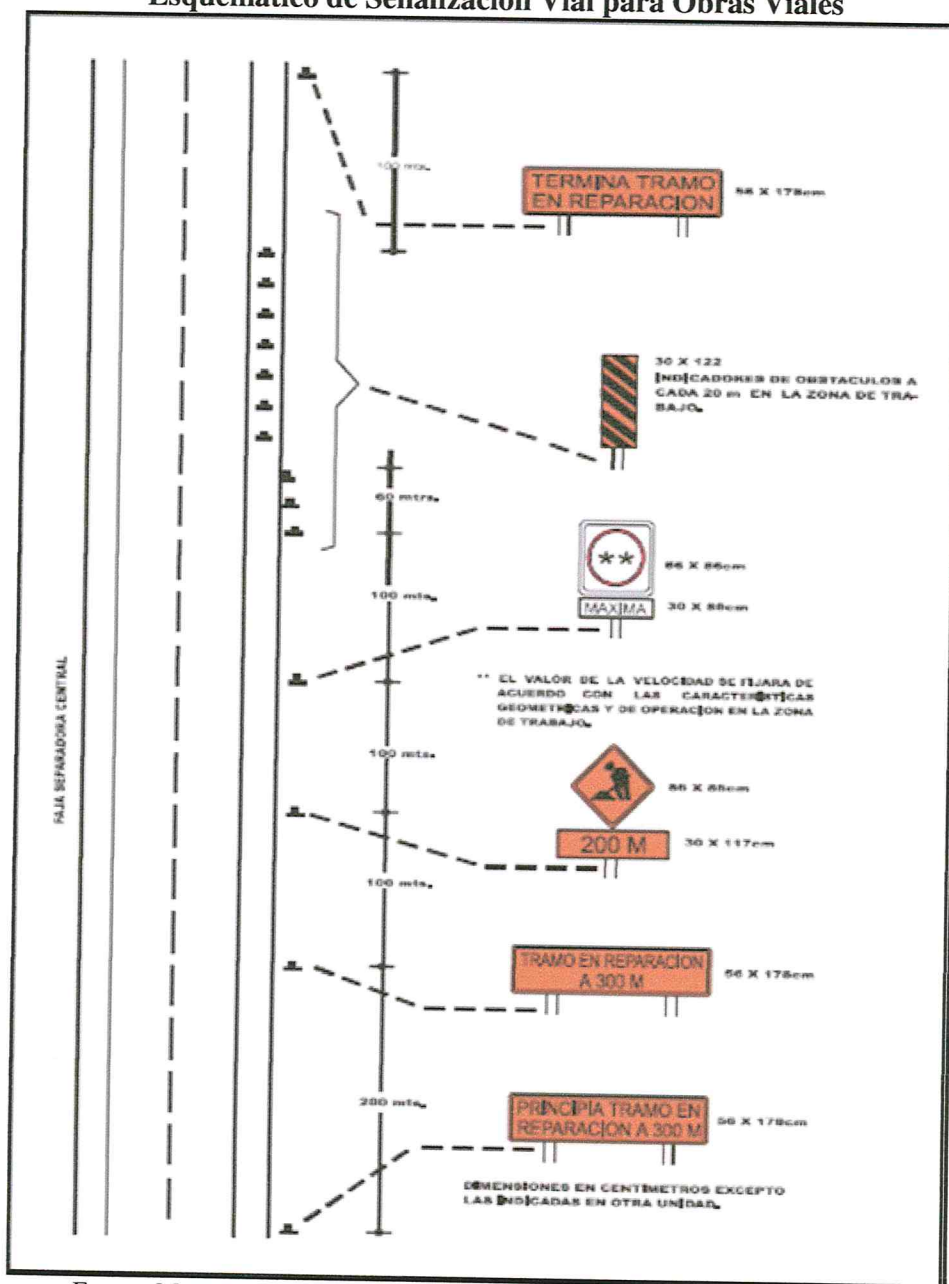 Esquemático de Señalización Vial para Obras Viales
100 mts.
TERMINA TRAMO
EN REPARACION
56 X 178cm
30 X 122
INDICADORES DE OBSTACULOS A
CADA 20 m EN LA ZONA DE TRA-
BAJO.
60 mtrs.
**
86 X 86cm
100 mts.
MAXIMA
30 X 86cm
** EL VALOR DE LA VELOCIDAD SE FIJARA DE
ACUERDO CON LAS CARACTERISTICAS
GEOMETRICAS Y DE OPERACION EN LA ZONA
DE TRABAJO.
FAJA SEPARADORA CENTRAL
100 mts.
86 X 86cm
200 M
30 X 117cm
100 mts.
TRAMO EN REPARACION
A 300 M
56 X 178cm
200 mts.
PRINCIPIA TRAMO EN
REPARACION A 300 M
56 X 178cm
DIMENSIONES EN CENTIMETROS EXCEPTO
LAS INDICADAS EN OTRA UNIDAD.